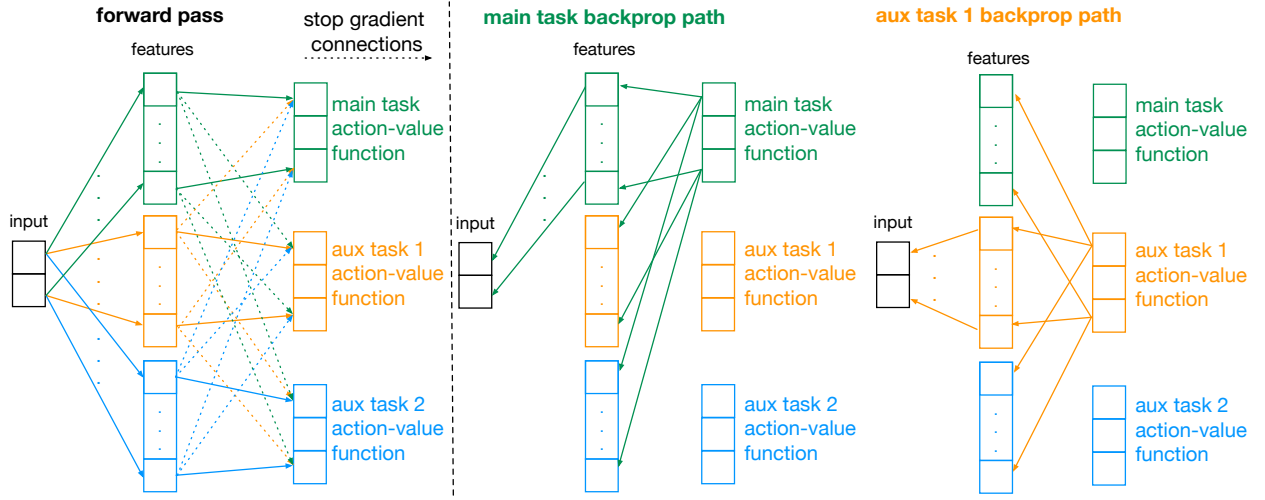 forward pass
stop gradient
connections
features
main task
action-value
function
input
aux task 1
action-value
function
aux task 2
action-value
function
main task backprop path
features
main task
action-value
function
input
aux task 1
action-value
function
aux task 2
action-value
function
aux task 1 backprop path
features
main task
action-value
function
input
aux task 1
action-value
function
aux task 2
action-value
function